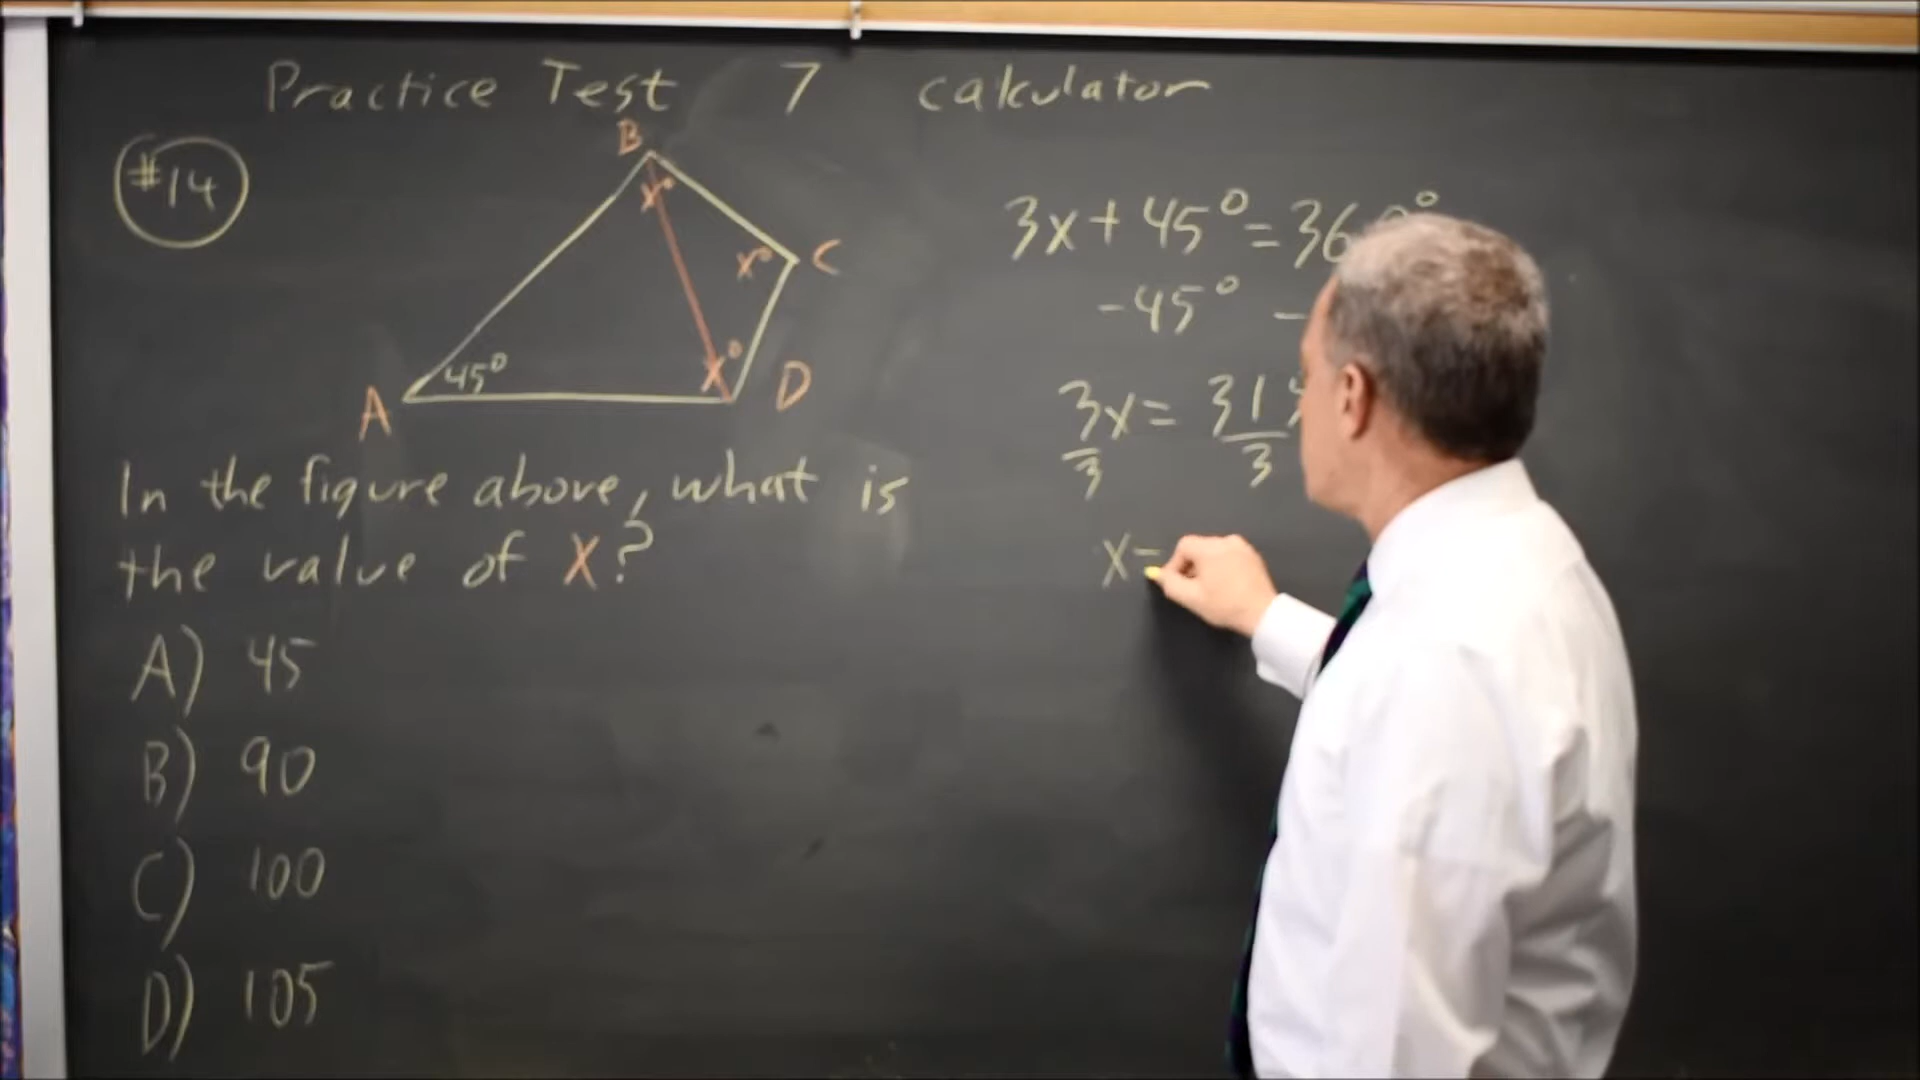 Practice Test 7 calculator
#14
B
x°
x° C
x°
45°
A
D
In the figure above, what is
the value of x?
A) 45
B) 90
C) 100
D) 105
3x + 45° = 36
-45° -
3x = 31
3 3
x=